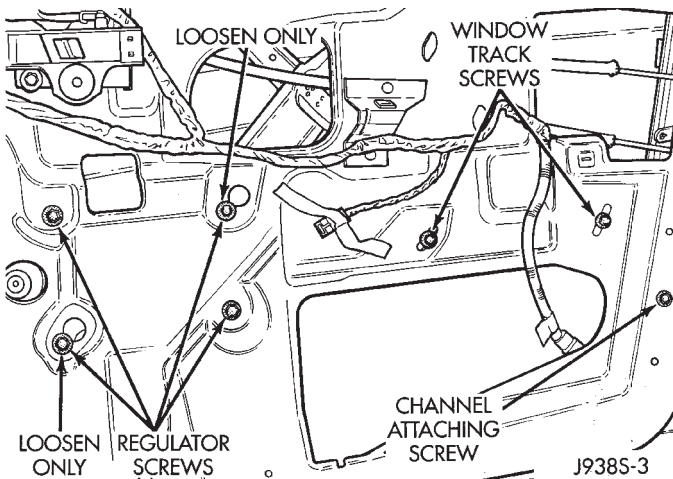 LOOSEN ONLY
WINDOW
TRACK
SCREWS
LOOSEN
ONLY
REGULATOR
SCREWS
CHANNEL
ATTACHING
SCREW
J938S-3